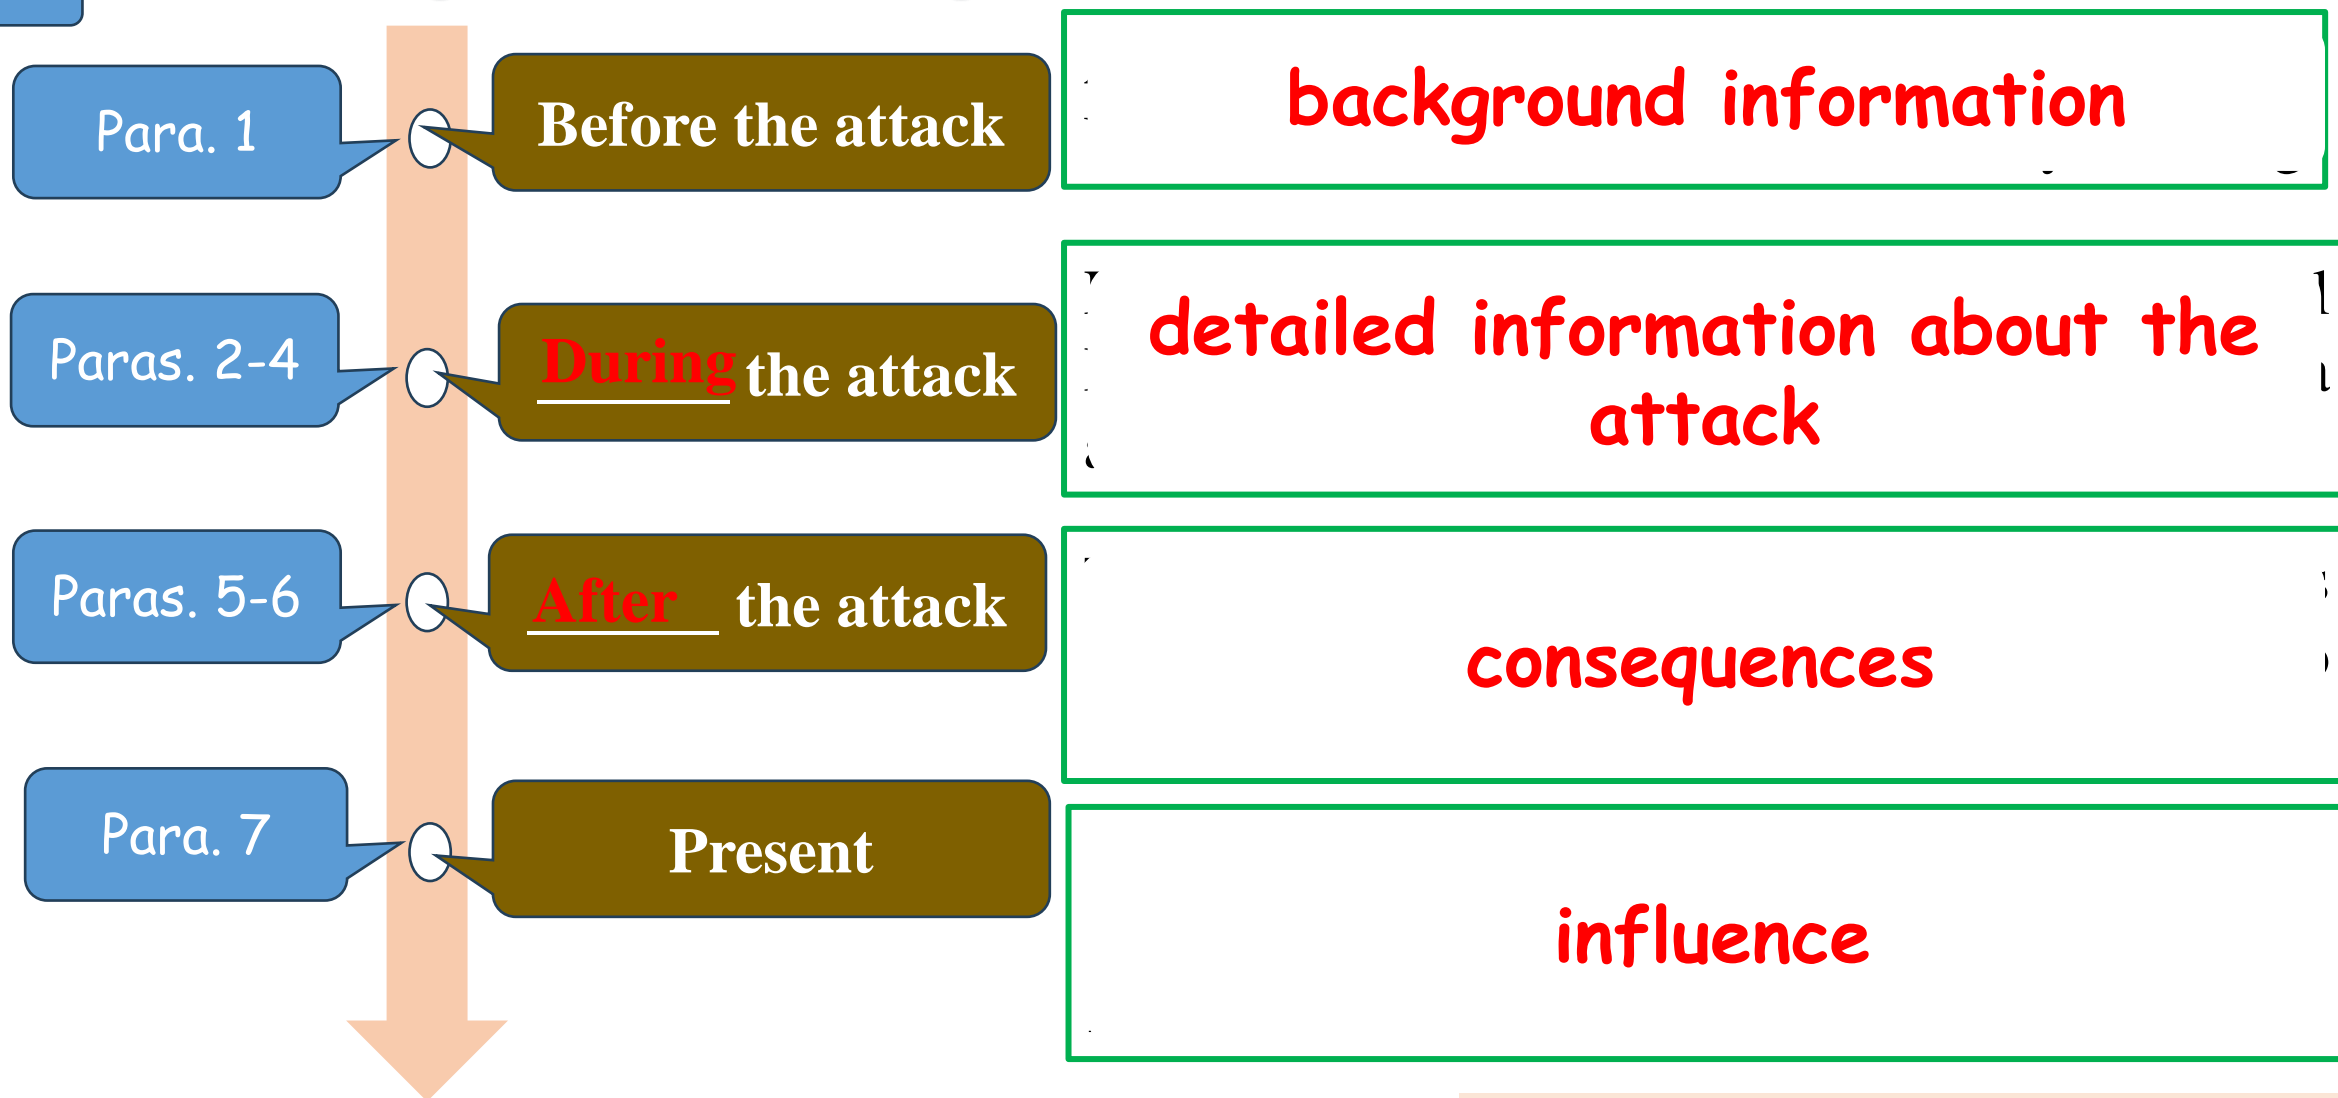 Para. 1
Before the attack
background information
Paras. 2-4
During the attack
detailed information about the
attack
Paras. 5-6
After the attack
consequences
Para. 7
Present
influence